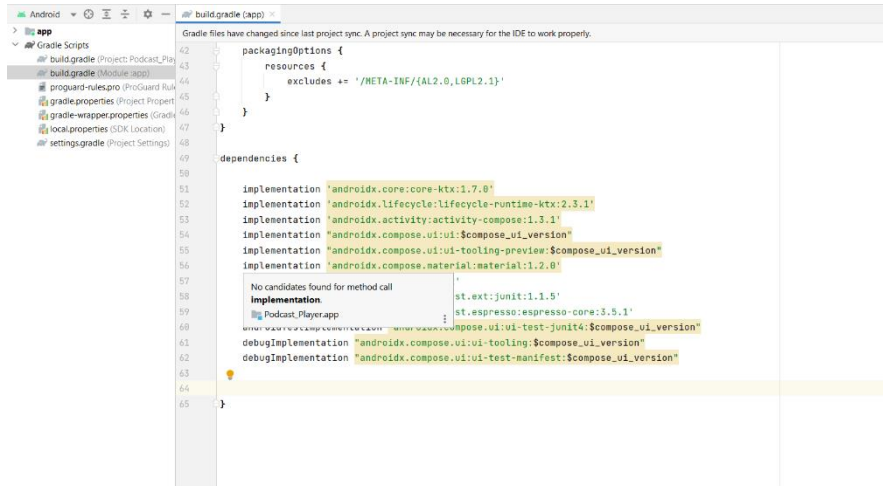 Android
build.gradle (:app)
app
Gradle Scripts
build.gradle (Project: Podcast_Play
build.gradle (Module :app)
proguard-rules.pro (ProGuard Rule
gradle.properties (Project Propert
gradle-wrapper.properties (Gradle
local.properties (SDK Location)
settings.gradle (Project Settings)
Gradle files have changed since last project sync. A project sync may be necessary for the IDE to work properly.
42 packagingOptions {
43 resources {
44 excludes += '/META-INF/{AL2.0,LGPL2.1}'
45 }
46 }
47 }
48
49 dependencies {
50
51 implementation 'androidx.core:core-ktx:1.7.0'
52 implementation 'androidx.lifecycle:lifecycle-runtime-ktx:2.3.1'
53 implementation 'androidx.activity:activity-compose:1.3.1'
54 implementation "androidx.compose.ui:ui:$compose_ui_version"
55 implementation "androidx.compose.ui:ui-tooling-preview:$compose_ui_version"
56 implementation 'androidx.compose.material:material:1.2.0'
57 '
58 st.ext:junit:1.1.5'
59 st.espresso:espresso-core:3.5.1'
No candidates found for method call
implementation.
Podcast_Player.app
60 androidTestImplementation "androidx.compose.ui:ui-test-junit4:$compose_ui_version"
61 debugImplementation "androidx.compose.ui:ui-tooling:$compose_ui_version"
62 debugImplementation "androidx.compose.ui:ui-test-manifest:$compose_ui_version"
63
64
65 }